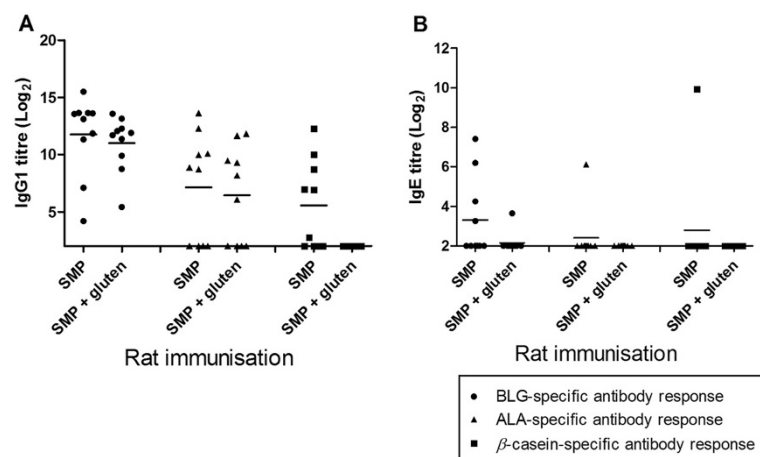 A
IgG1 titre (Log2)
20
15
10
5
SMP
SMP + gluten
SMP
SMP + gluten
SMP
SMP + gluten
Rat immunisation
B
IgE titre (Log2)
12
10
8
6
4
2
SMP
SMP + gluten
SMP
SMP + gluten
SMP
SMP + gluten
Rat immunisation
BLG-specific antibody response
ALA-specific antibody response
β-casein-specific antibody response